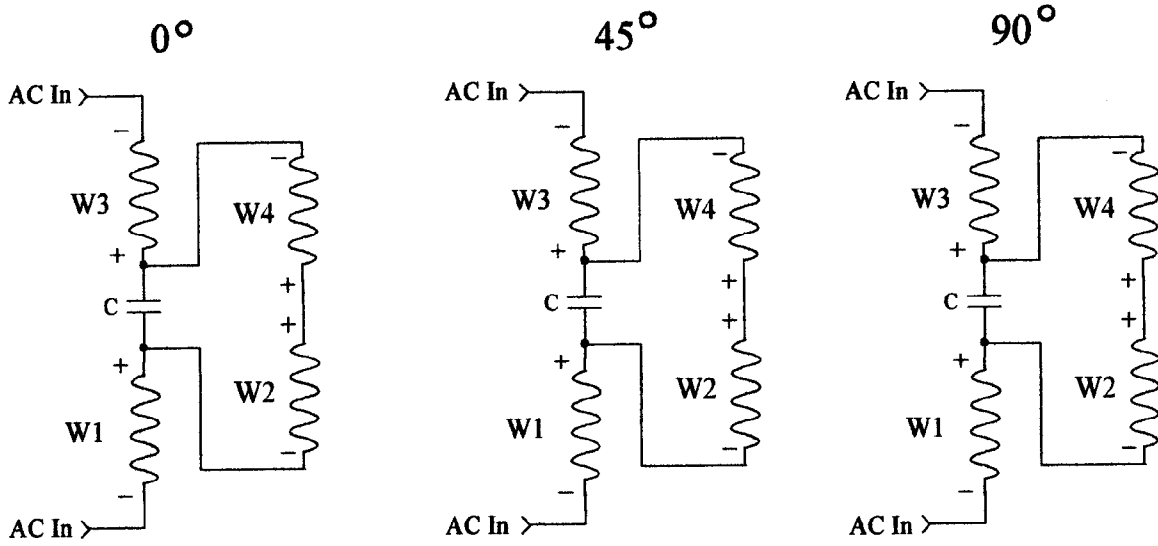 0° 45° 90°
AC In AC In AC In
− − −
− − −
W3 W4 W3 W4 W3 W4
+ + +
+ + +
C C C
+ + +
+ + +
W2 W2 W2
W1 W1 W1
− − −
− − −
AC In AC In AC In